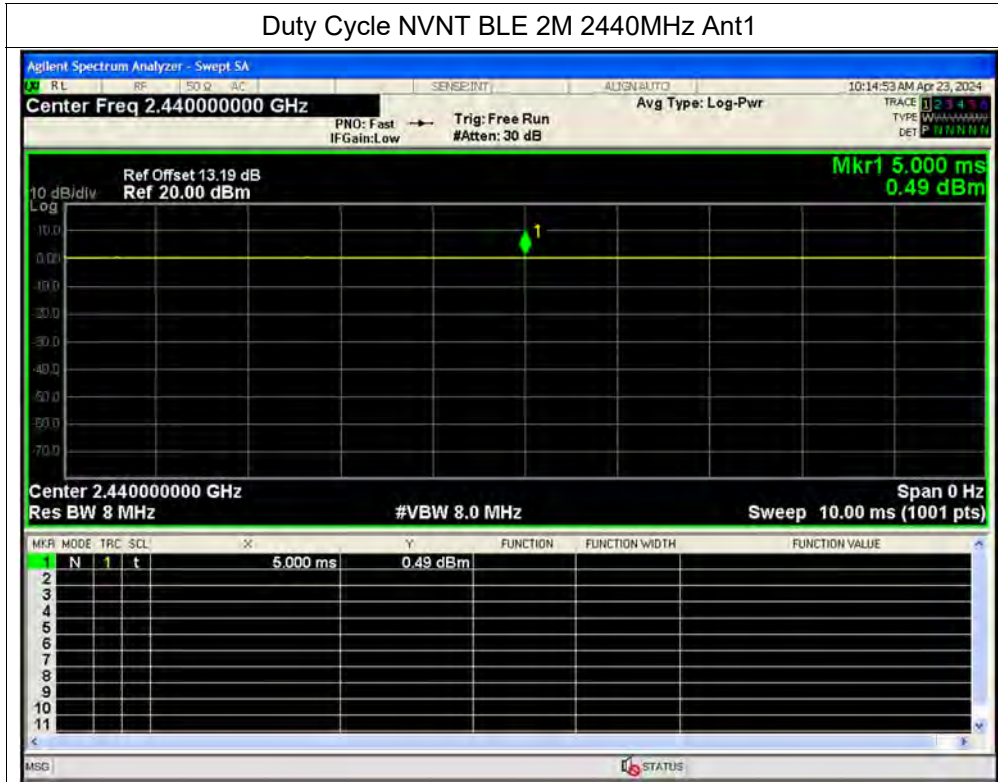 Duty Cycle NVNT BLE 2M 2440MHz Ant1
Agilent Spectrum Analyzer - Swept SA
RL RF 50 Ω AC SENSE:INT ALIGN AUTO 10:14:53 AM Apr 23, 2024
Center Freq 2.440000000 GHz Avg Type: Log-Pwr TRACE 1 2 3 4 5 6
PNO: Fast Trig: Free Run TYPE W
IFGain:Low #Atten: 30 dB DET P N N N N N
Mkr1 5.000 ms
0.49 dBm
Ref Offset 13.19 dB
10 dB/div Ref 20.00 dBm
Log
10.0
0.00
-10.0
-20.0
-30.0
-40.0
-50.0
-60.0
-70.0
1
Center 2.440000000 GHz Span 0 Hz
Res BW 8 MHz #VBW 8.0 MHz Sweep 10.00 ms (1001 pts)
MKR MODE TRC SCL X Y FUNCTION FUNCTION WIDTH FUNCTION VALUE
1 N 1 t 5.000 ms 0.49 dBm
2
3
4
5
6
7
8
9
10
11
MSG STATUS